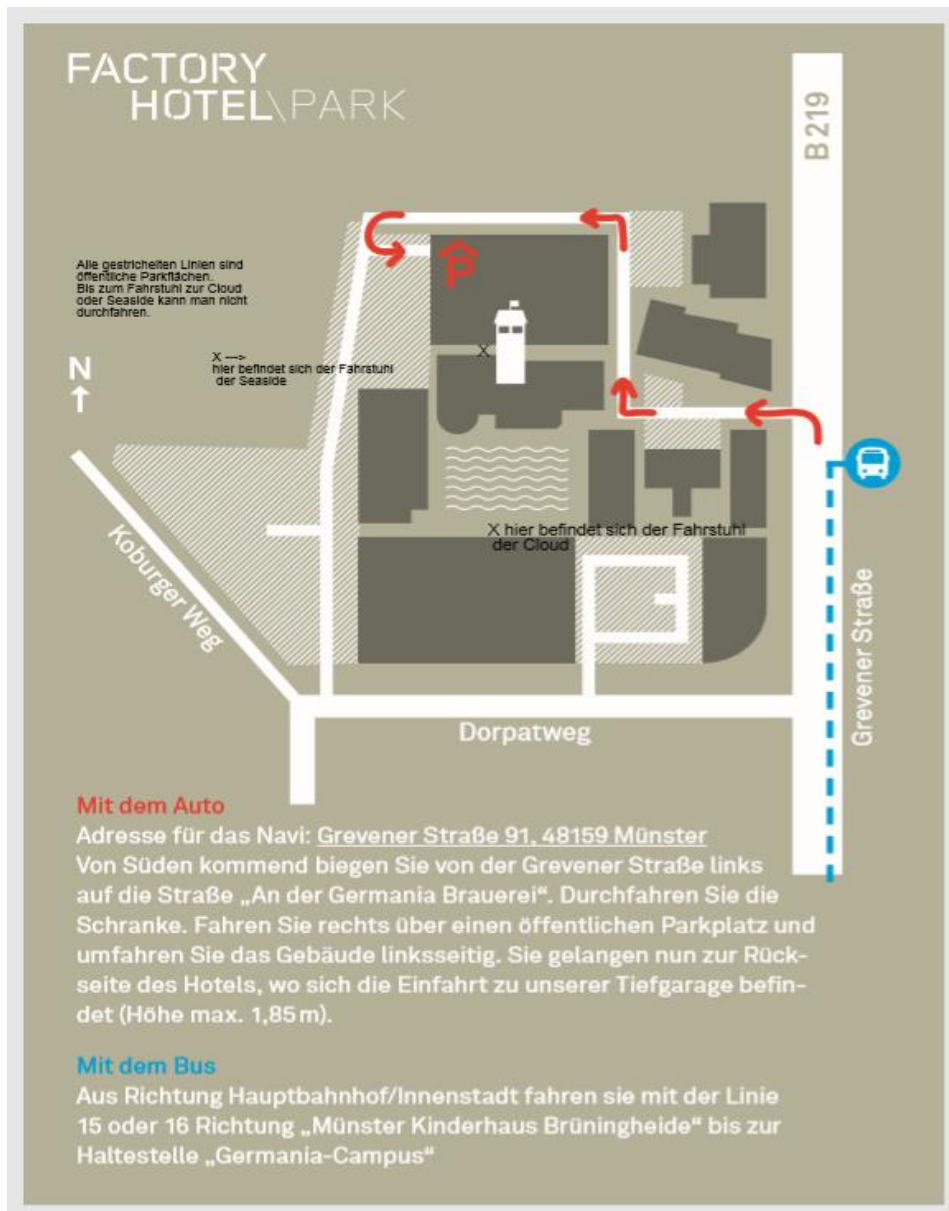 FACTORY
HOTEL\PARK
B 219
P
Alle gestrichelten Linien sind
öffentliche Parkflächen.
Bis zum Fahrstuhl zur Cloud
oder Seaside kann man nicht
durchfahren.
X --->
hier befindet sich der Fahrstuhl
der Seaside
X
N
Koburger Weg
X hier befindet sich der Fahrstuhl
der Cloud
Grevener Straße
Dorpatweg
Mit dem Auto
Adresse für das Navi: Grevener Straße 91, 48159 Münster
Von Süden kommend biegen Sie von der Grevener Straße links
auf die Straße „An der Germania Brauerei“. Durchfahren Sie die
Schranke. Fahren Sie rechts über einen öffentlichen Parkplatz und
umfahren Sie das Gebäude linksseitig. Sie gelangen nun zur Rück-
seite des Hotels, wo sich die Einfahrt zu unserer Tiefgarage befin-
det (Höhe max. 1,85 m).
Mit dem Bus
Aus Richtung Hauptbahnhof/Innenstadt fahren sie mit der Linie
15 oder 16 Richtung „Münster Kinderhaus Brüningheide“ bis zur
Haltestelle „Germania-Campus“